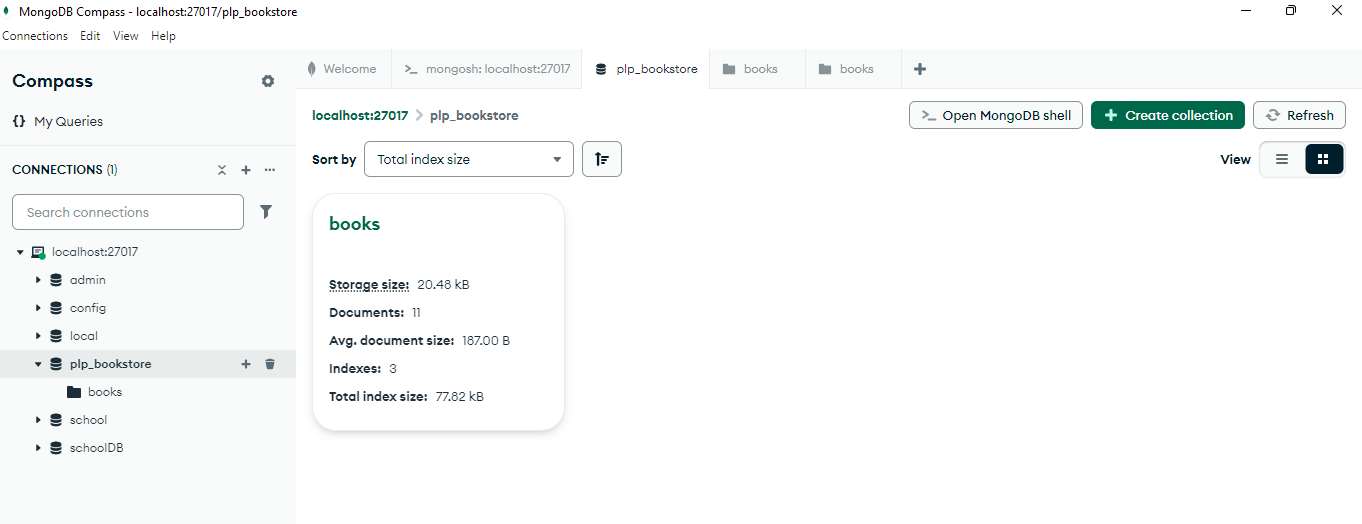 MongoDB Compass - localhost:27017/plp_bookstore
Connections Edit View Help
Compass
{} My Queries
CONNECTIONS (1)
Search connections
localhost:27017
admin
config
local
plp_bookstore
books
school
schoolDB
Welcome >_ mongosh: localhost:27017 plp_bookstore books books
localhost:27017 > plp_bookstore
>_ Open MongoDB shell + Create collection Refresh
Sort by Total index size View
books
Storage size: 20.48 kB
Documents: 11
Avg. document size: 187.00 B
Indexes: 3
Total index size: 77.82 kB